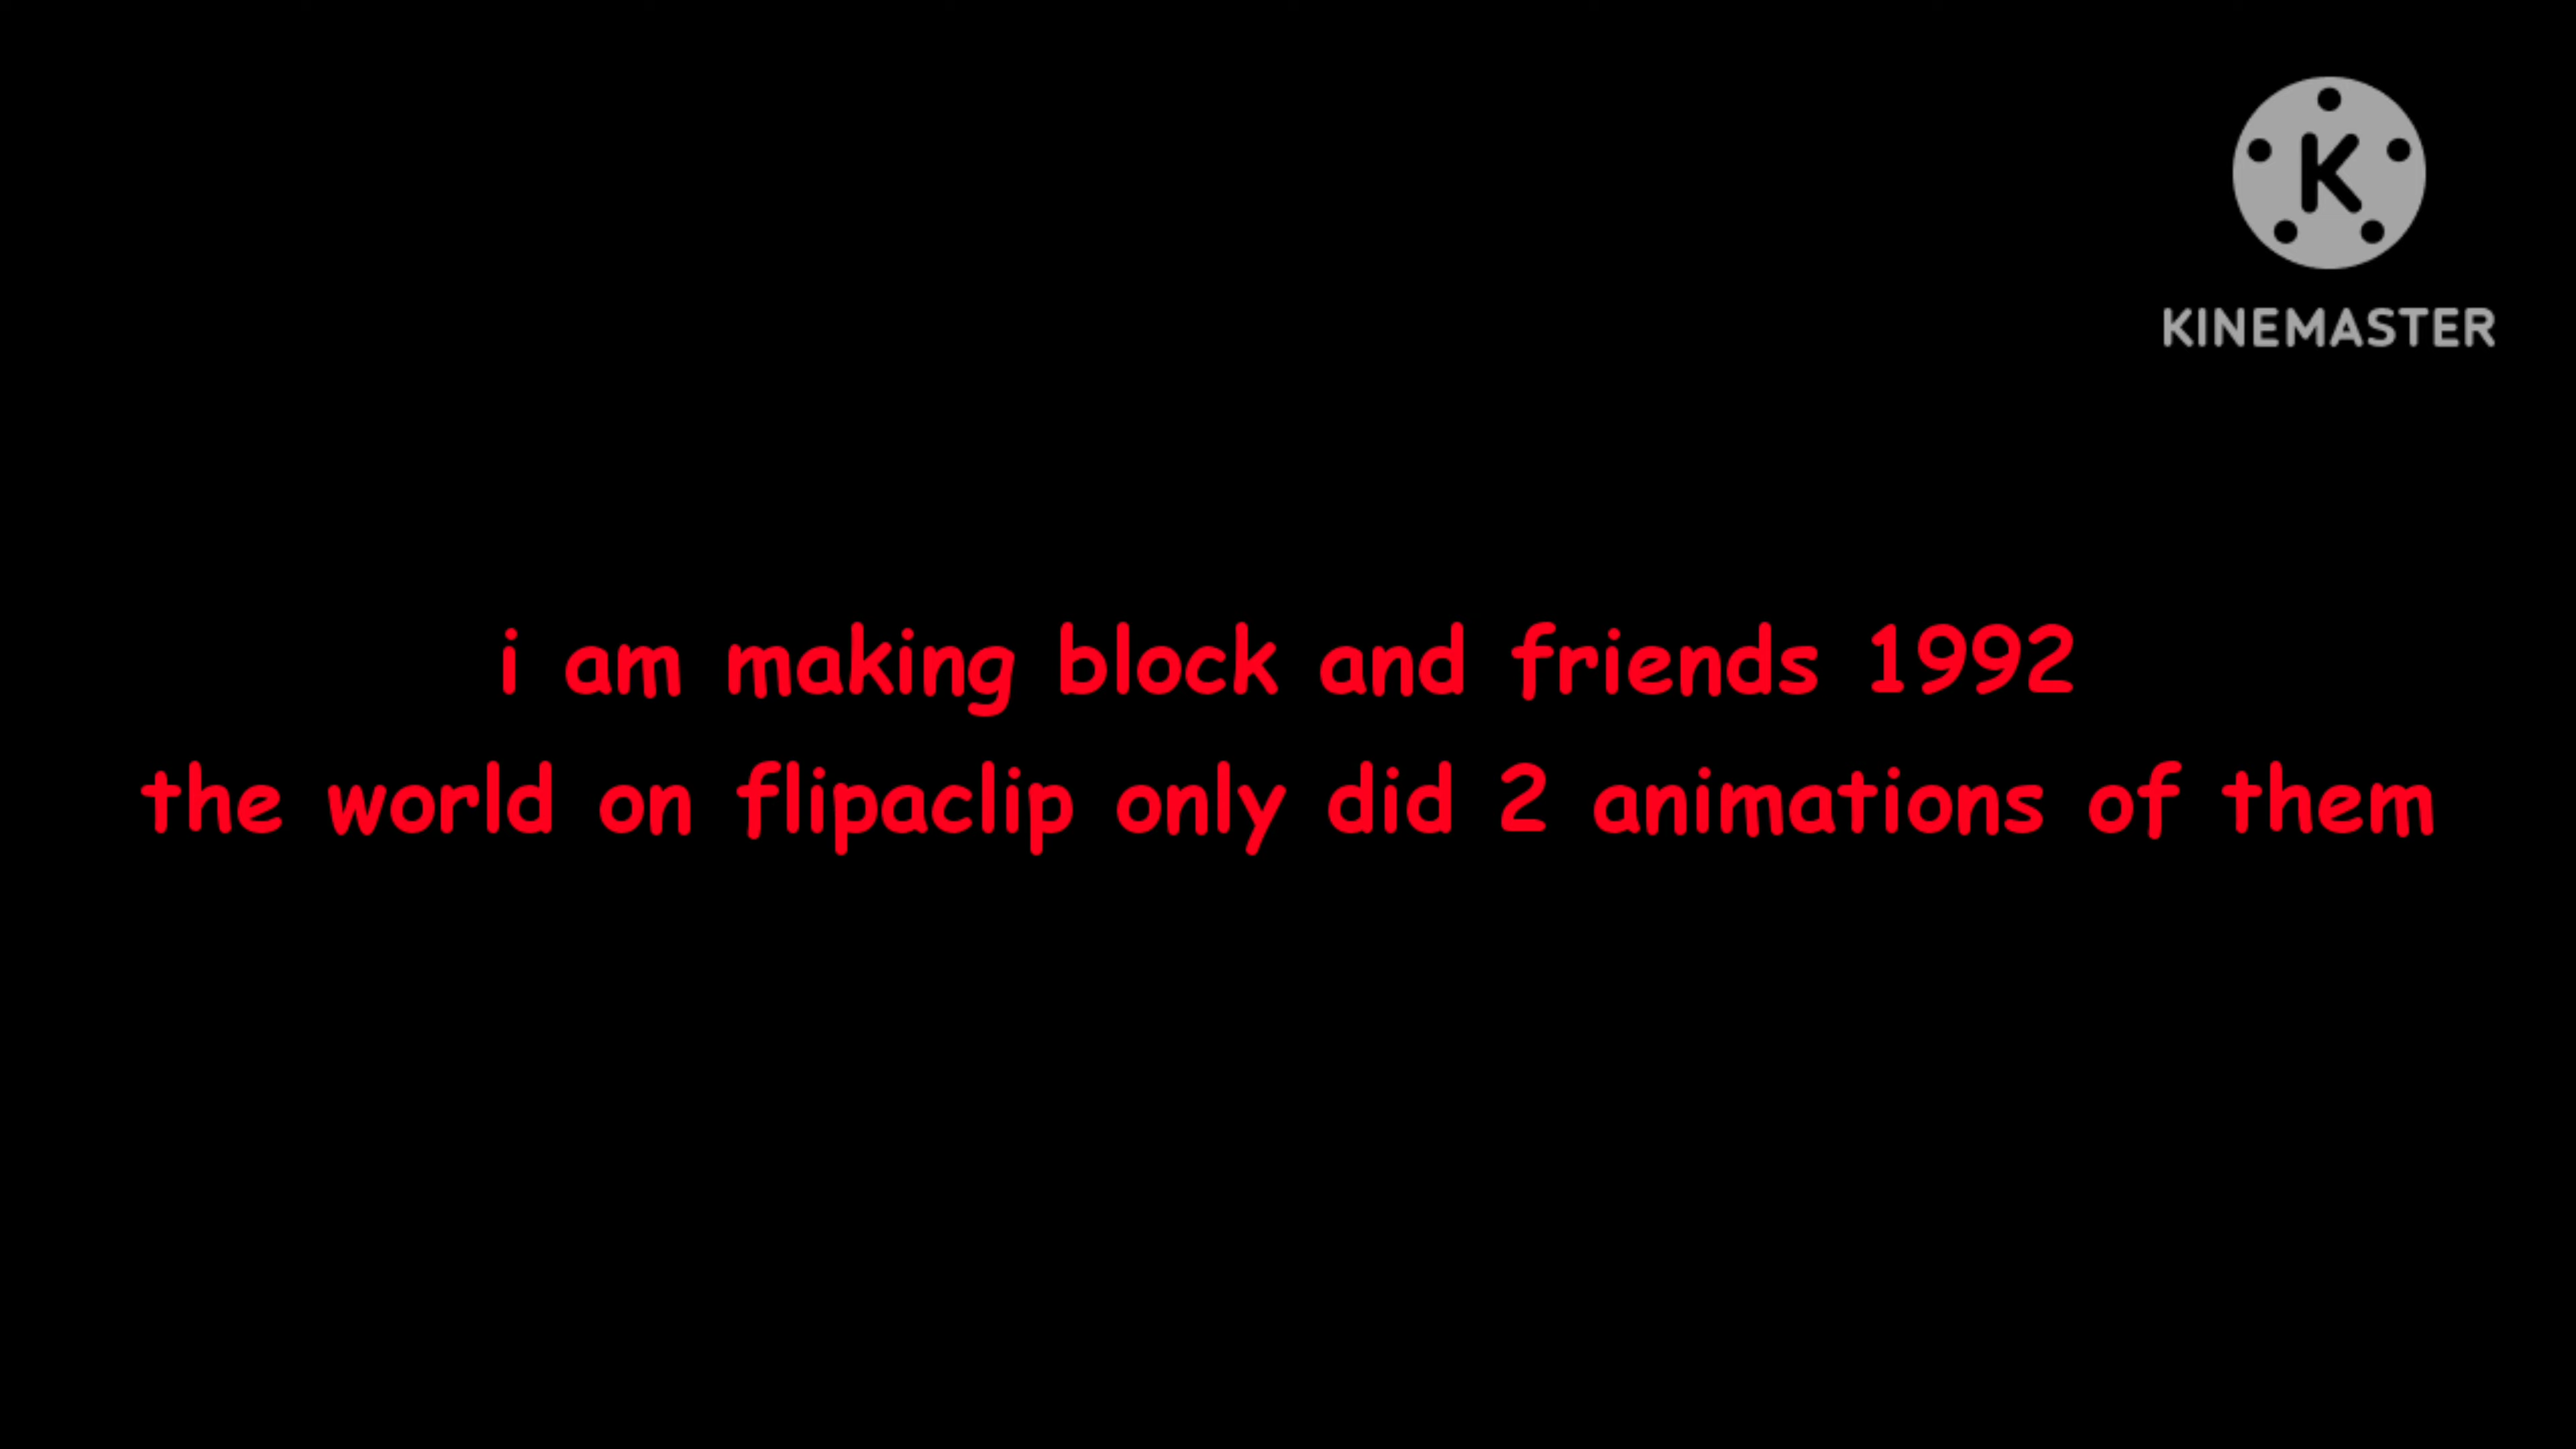 K
KINEMASTER
i am making block and friends 1992
the world on flipaclip only did 2 animations of them